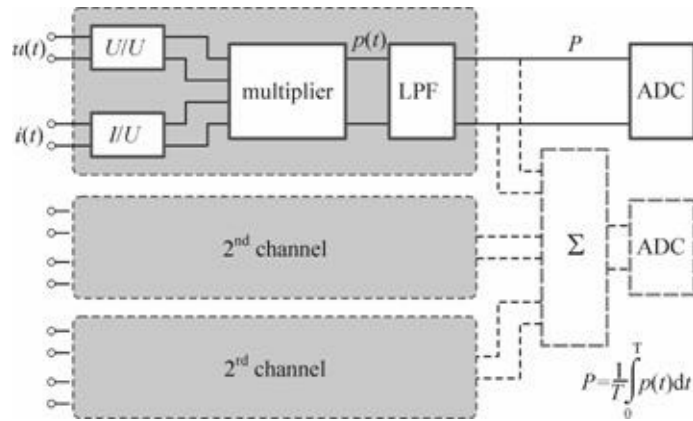 u(t)
U/U
i(t)
I/U
multiplier
p(t)
LPF
P
ADC
2nd channel
Σ
ADC
2rd channel
P = 1/T ∫₀ᵀ p(t)dt